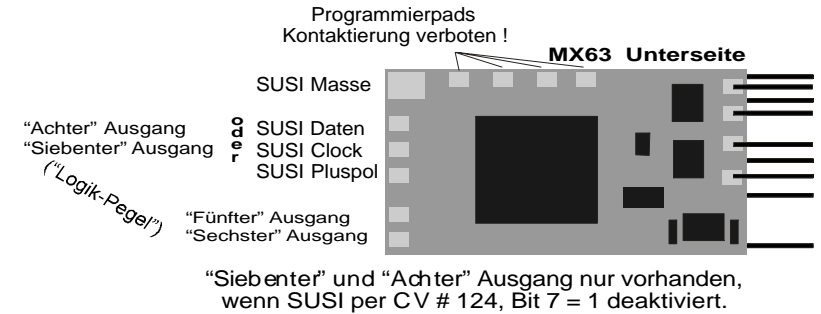 Programmierpads
Kontaktierung verboten !
MX63 Unterseite
SUSI Masse
“Achter” Ausgang oder SUSI Daten
“Siebenter” Ausgang SUSI Clock
SUSI Pluspol
(“Logik-Pegel”)
“Fünfter” Ausgang
“Sechster” Ausgang
“Siebenter” und “Achter” Ausgang nur vorhanden,
wenn SUSI per CV # 124, Bit 7 = 1 deaktiviert.